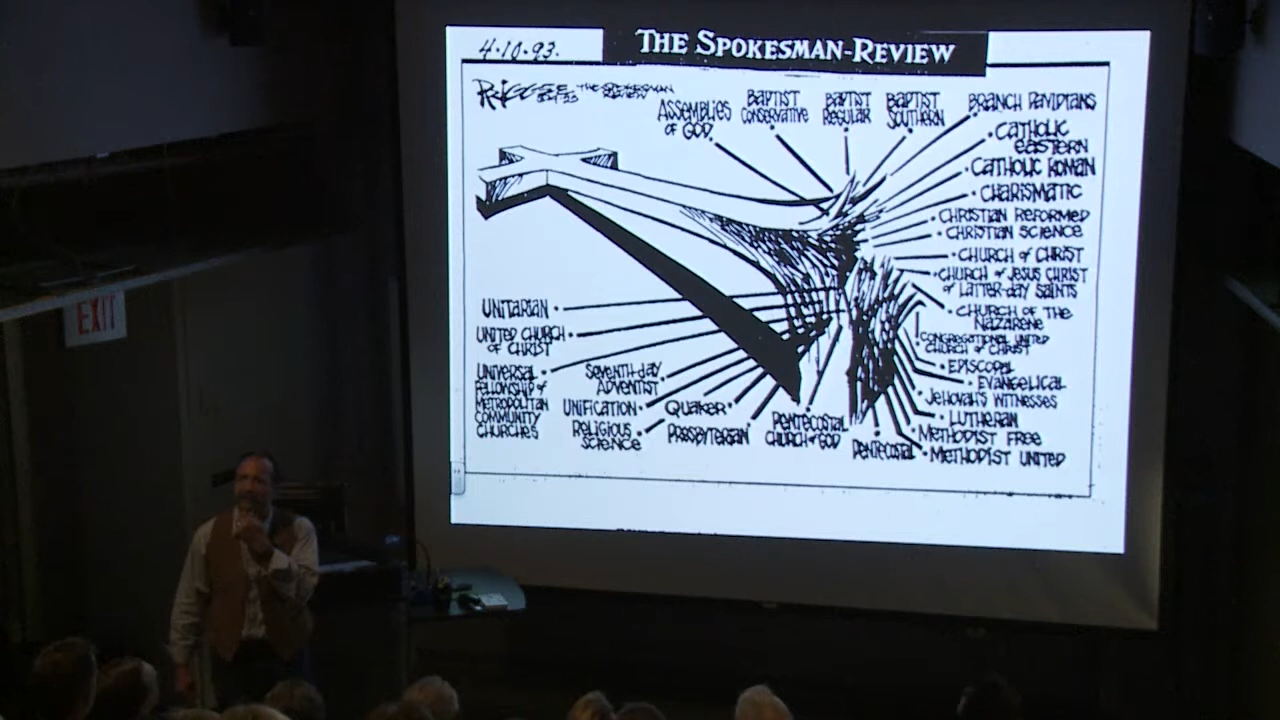 4·10·93.
THE SPOKESMAN-REVIEW
THE SPOKESMAN
REVIEW
ASSEMBLIES
OF GOD
BAPTIST
CONSERVATIVE
BAPTIST
REGULAR
BAPTIST
SOUTHERN
BRANCH DAVIDIANS
CATHOLIC
EASTERN
CATHOLIC ROMAN
CHARISMATIC
CHRISTIAN REFORMED
CHRISTIAN SCIENCE
CHURCH OF CHRIST
CHURCH OF JESUS CHRIST
OF LATTER-DAY SAINTS
CHURCH OF THE
NAZARENE
CONGREGATIONAL UNITED
CHURCH OF CHRIST
EPISCOPAL
EVANGELICAL
JEHOVAH'S WITNESSES
LUTHERAN
METHODIST FREE
METHODIST UNITED
PENTECOSTAL
PENTECOSTAL
CHURCH OF GOD
PRESBYTERIAN
QUAKER
RELIGIOUS
SCIENCE
UNIFICATION
SEVENTH-DAY
ADVENTIST
UNIVERSAL
FELLOWSHIP OF
METROPOLITAN
COMMUNITY
CHURCHES
UNITED CHURCH
OF CHRIST
UNITARIAN
EXIT